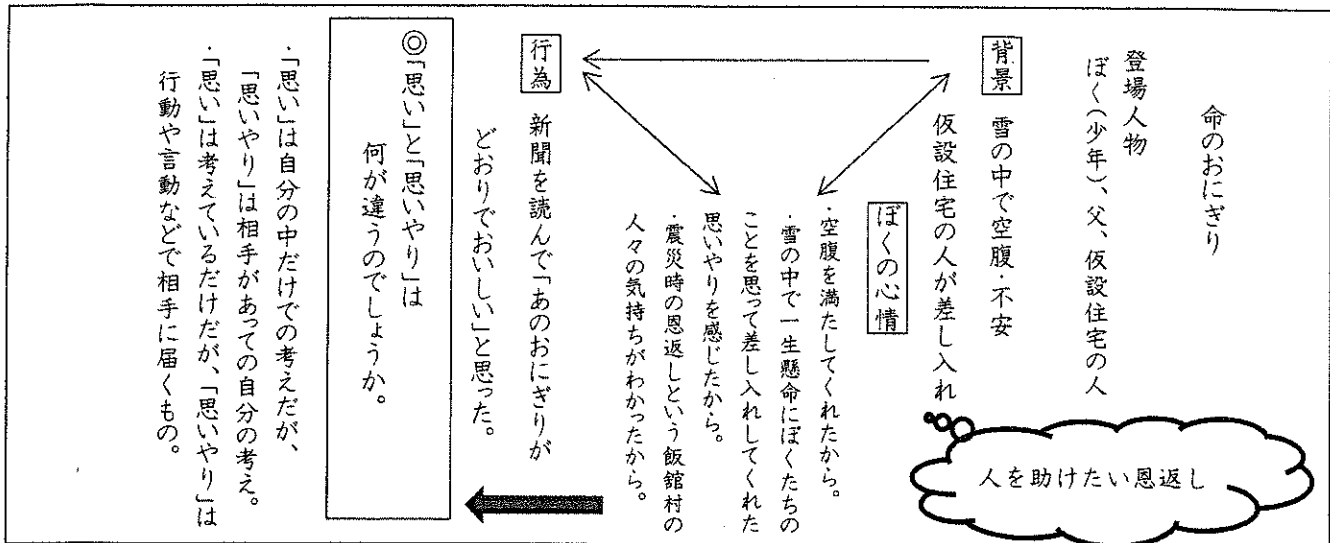 命のおにぎり
登場人物
ぼく(少年)、父、仮設住宅の人
背景 雪の中で空腹・不安
仮設住宅の人が差し入れ
人を助けたい恩返し
ぼくの心情
・空腹を満たしてくれたから。
・雪の中で一生懸命にぼくたちの
ことを思って差し入れしてくれた
思いやりを感じたから。
・震災時の恩返しという飯舘村の
人々の気持ちがわかったから。
行為 新聞を読んで「あのおにぎりが
どおりでおいしい」と思った。
◎「思い」と「思いやり」は
何が違うのでしょうか。
・「思い」は自分の中だけでの考えだが、
「思いやり」は相手があっての自分の考え。
・「思い」は考えているだけだが、「思いやり」は
行動や言動などで相手に届くもの。